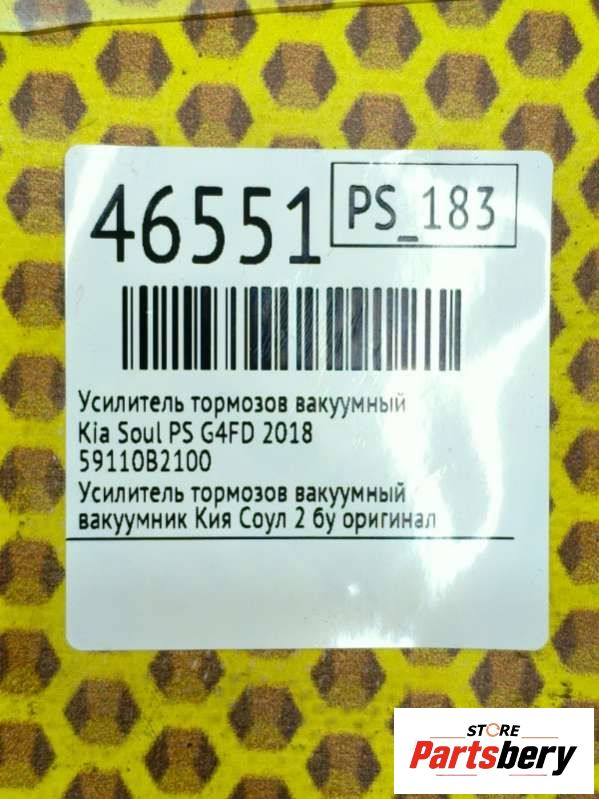 46551
PS_183
Усилитель тормозов вакуумный
Kia Soul PS G4FD 2018
59110B2100
Усилитель тормозов вакуумный
вакуумник Кия Соул 2 бу оригинал
STORE
Partsbery